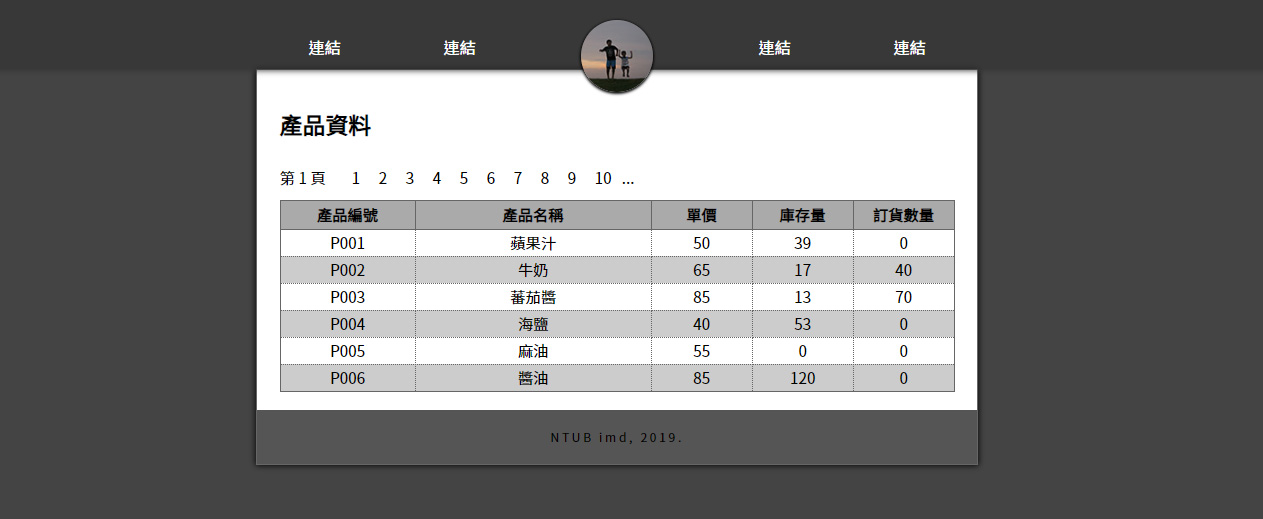 連結 連結 連結 連結
產品資料
第 1 頁 1 2 3 4 5 6 7 8 9 10 ...
產品編號 產品名稱 單價 庫存量 訂貨數量
P001 蘋果汁 50 39 0
P002 牛奶 65 17 40
P003 蕃茄醬 85 13 70
P004 海鹽 40 53 0
P005 麻油 55 0 0
P006 醬油 85 120 0
NTUB imd, 2019.